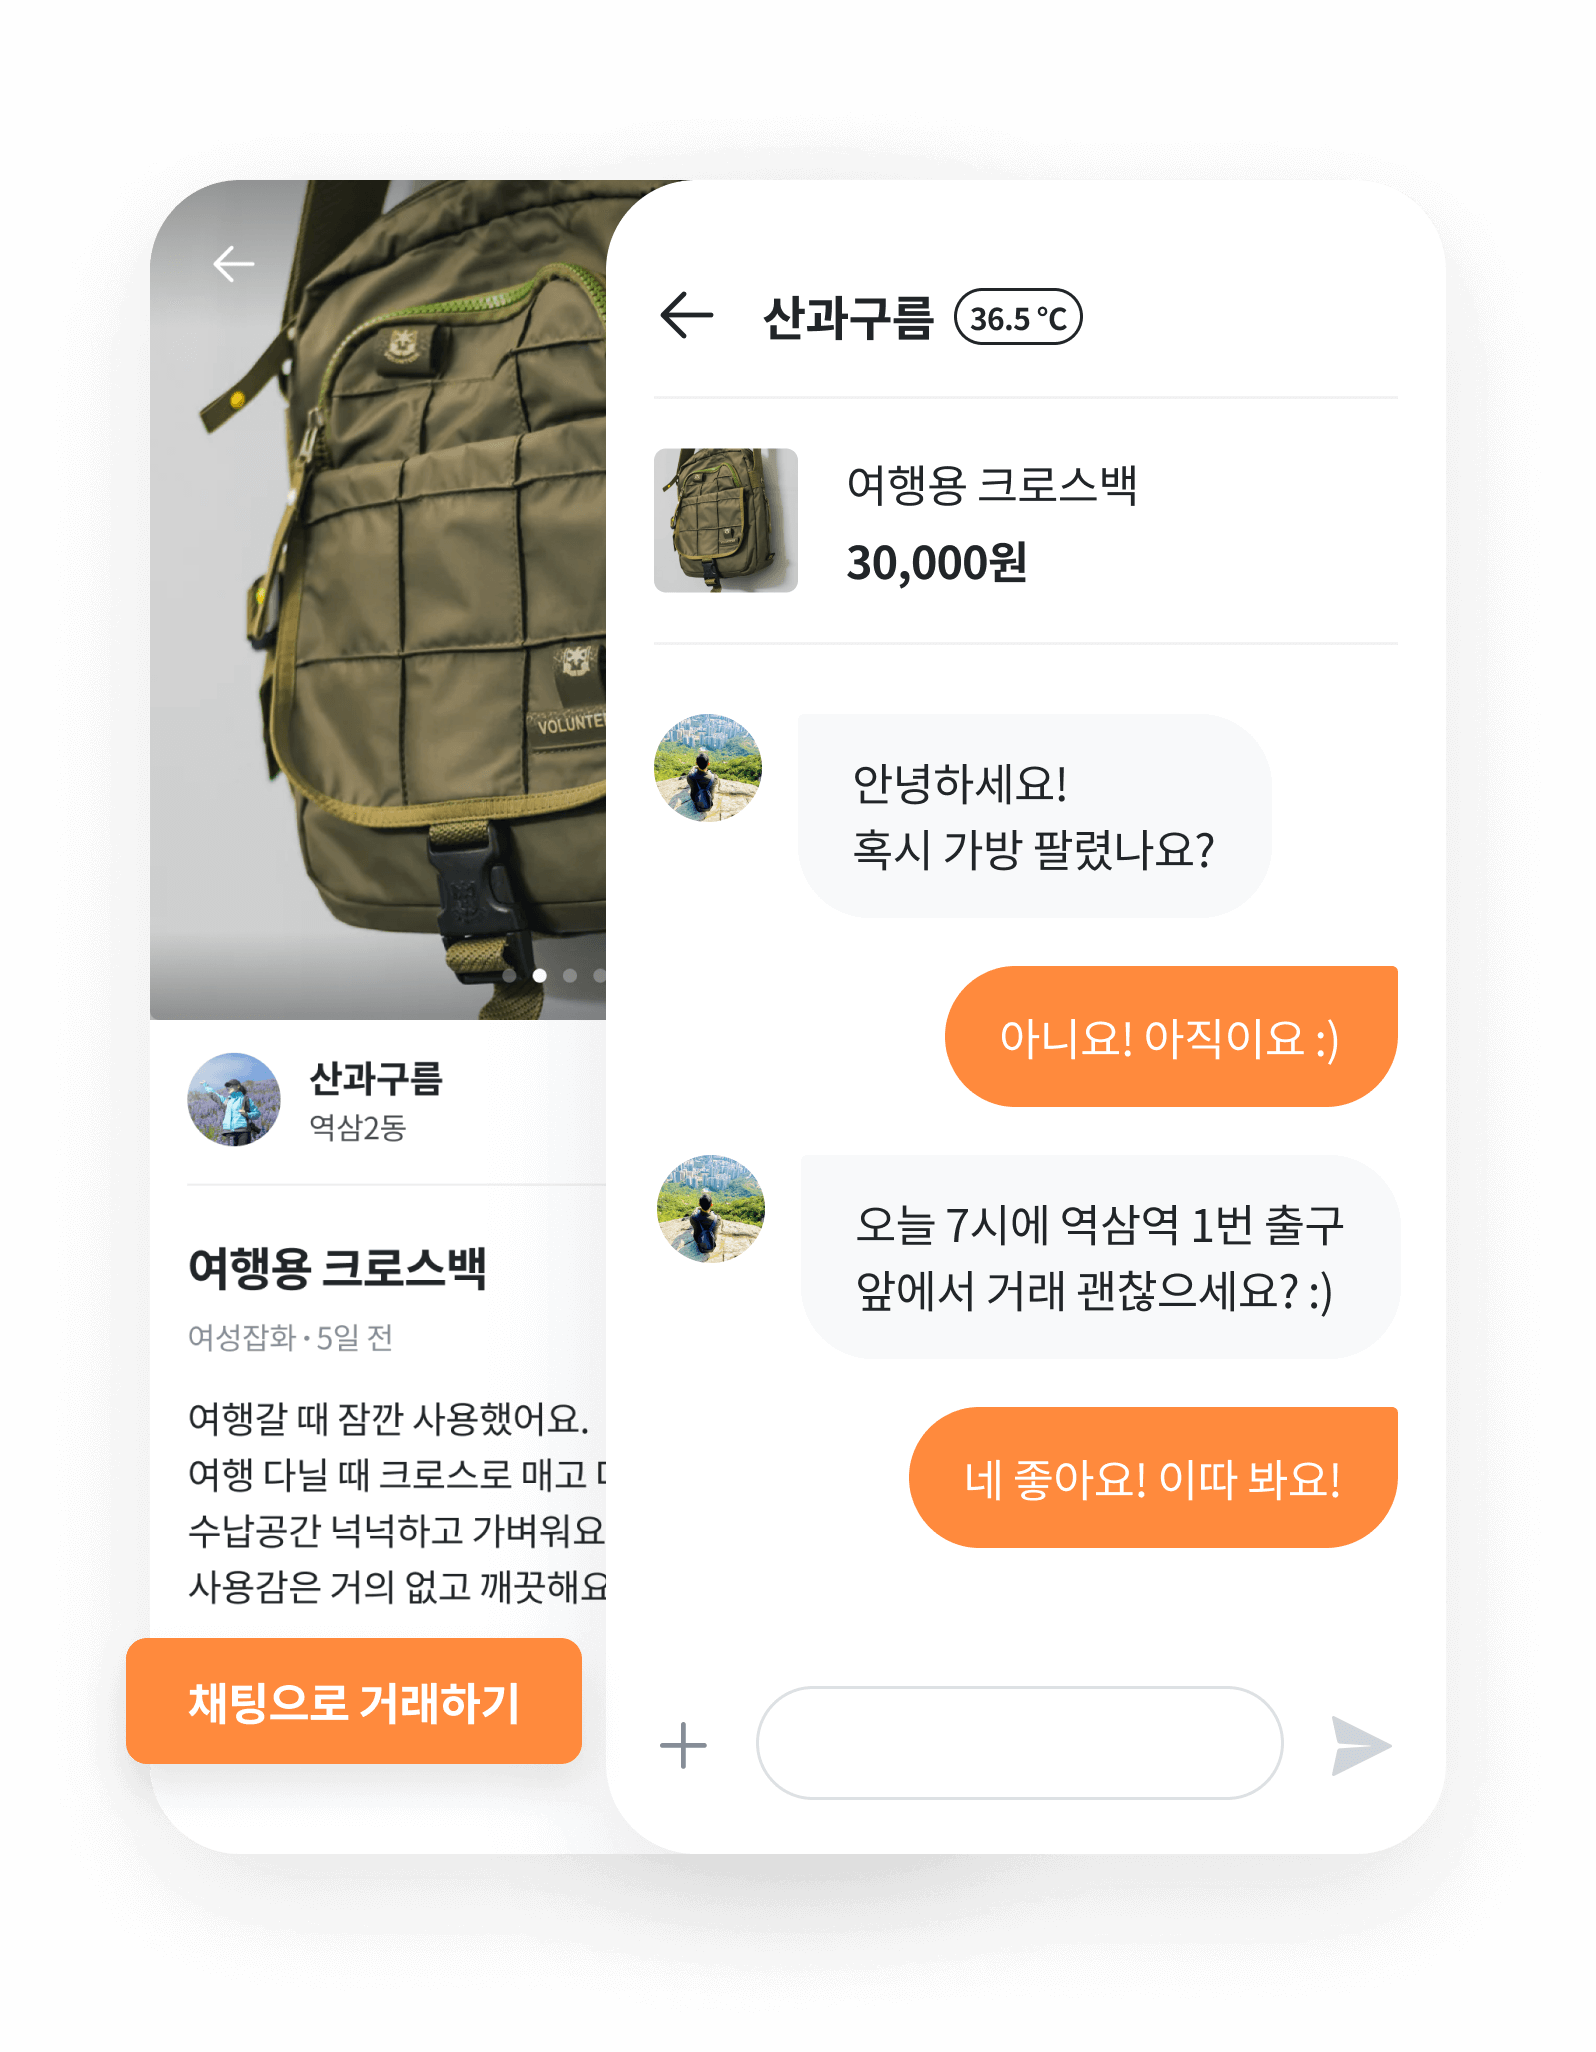 VOLUNTE
산과구름
역삼2동
여행용 크로스백
여성잡화 · 5일 전
여행갈 때 잠깐 사용했어요.
여행 다닐 때 크로스로 매고
수납공간 넉넉하고 가벼워요
사용감은 거의 없고 깨끗해요
채팅으로 거래하기
산과구름 36.5 °C
여행용 크로스백
30,000원
안녕하세요!
혹시 가방 팔렸나요?
아니요! 아직이요 :)
오늘 7시에 역삼역 1번 출구
앞에서 거래 괜찮으세요? :)
네 좋아요! 이따 봐요!